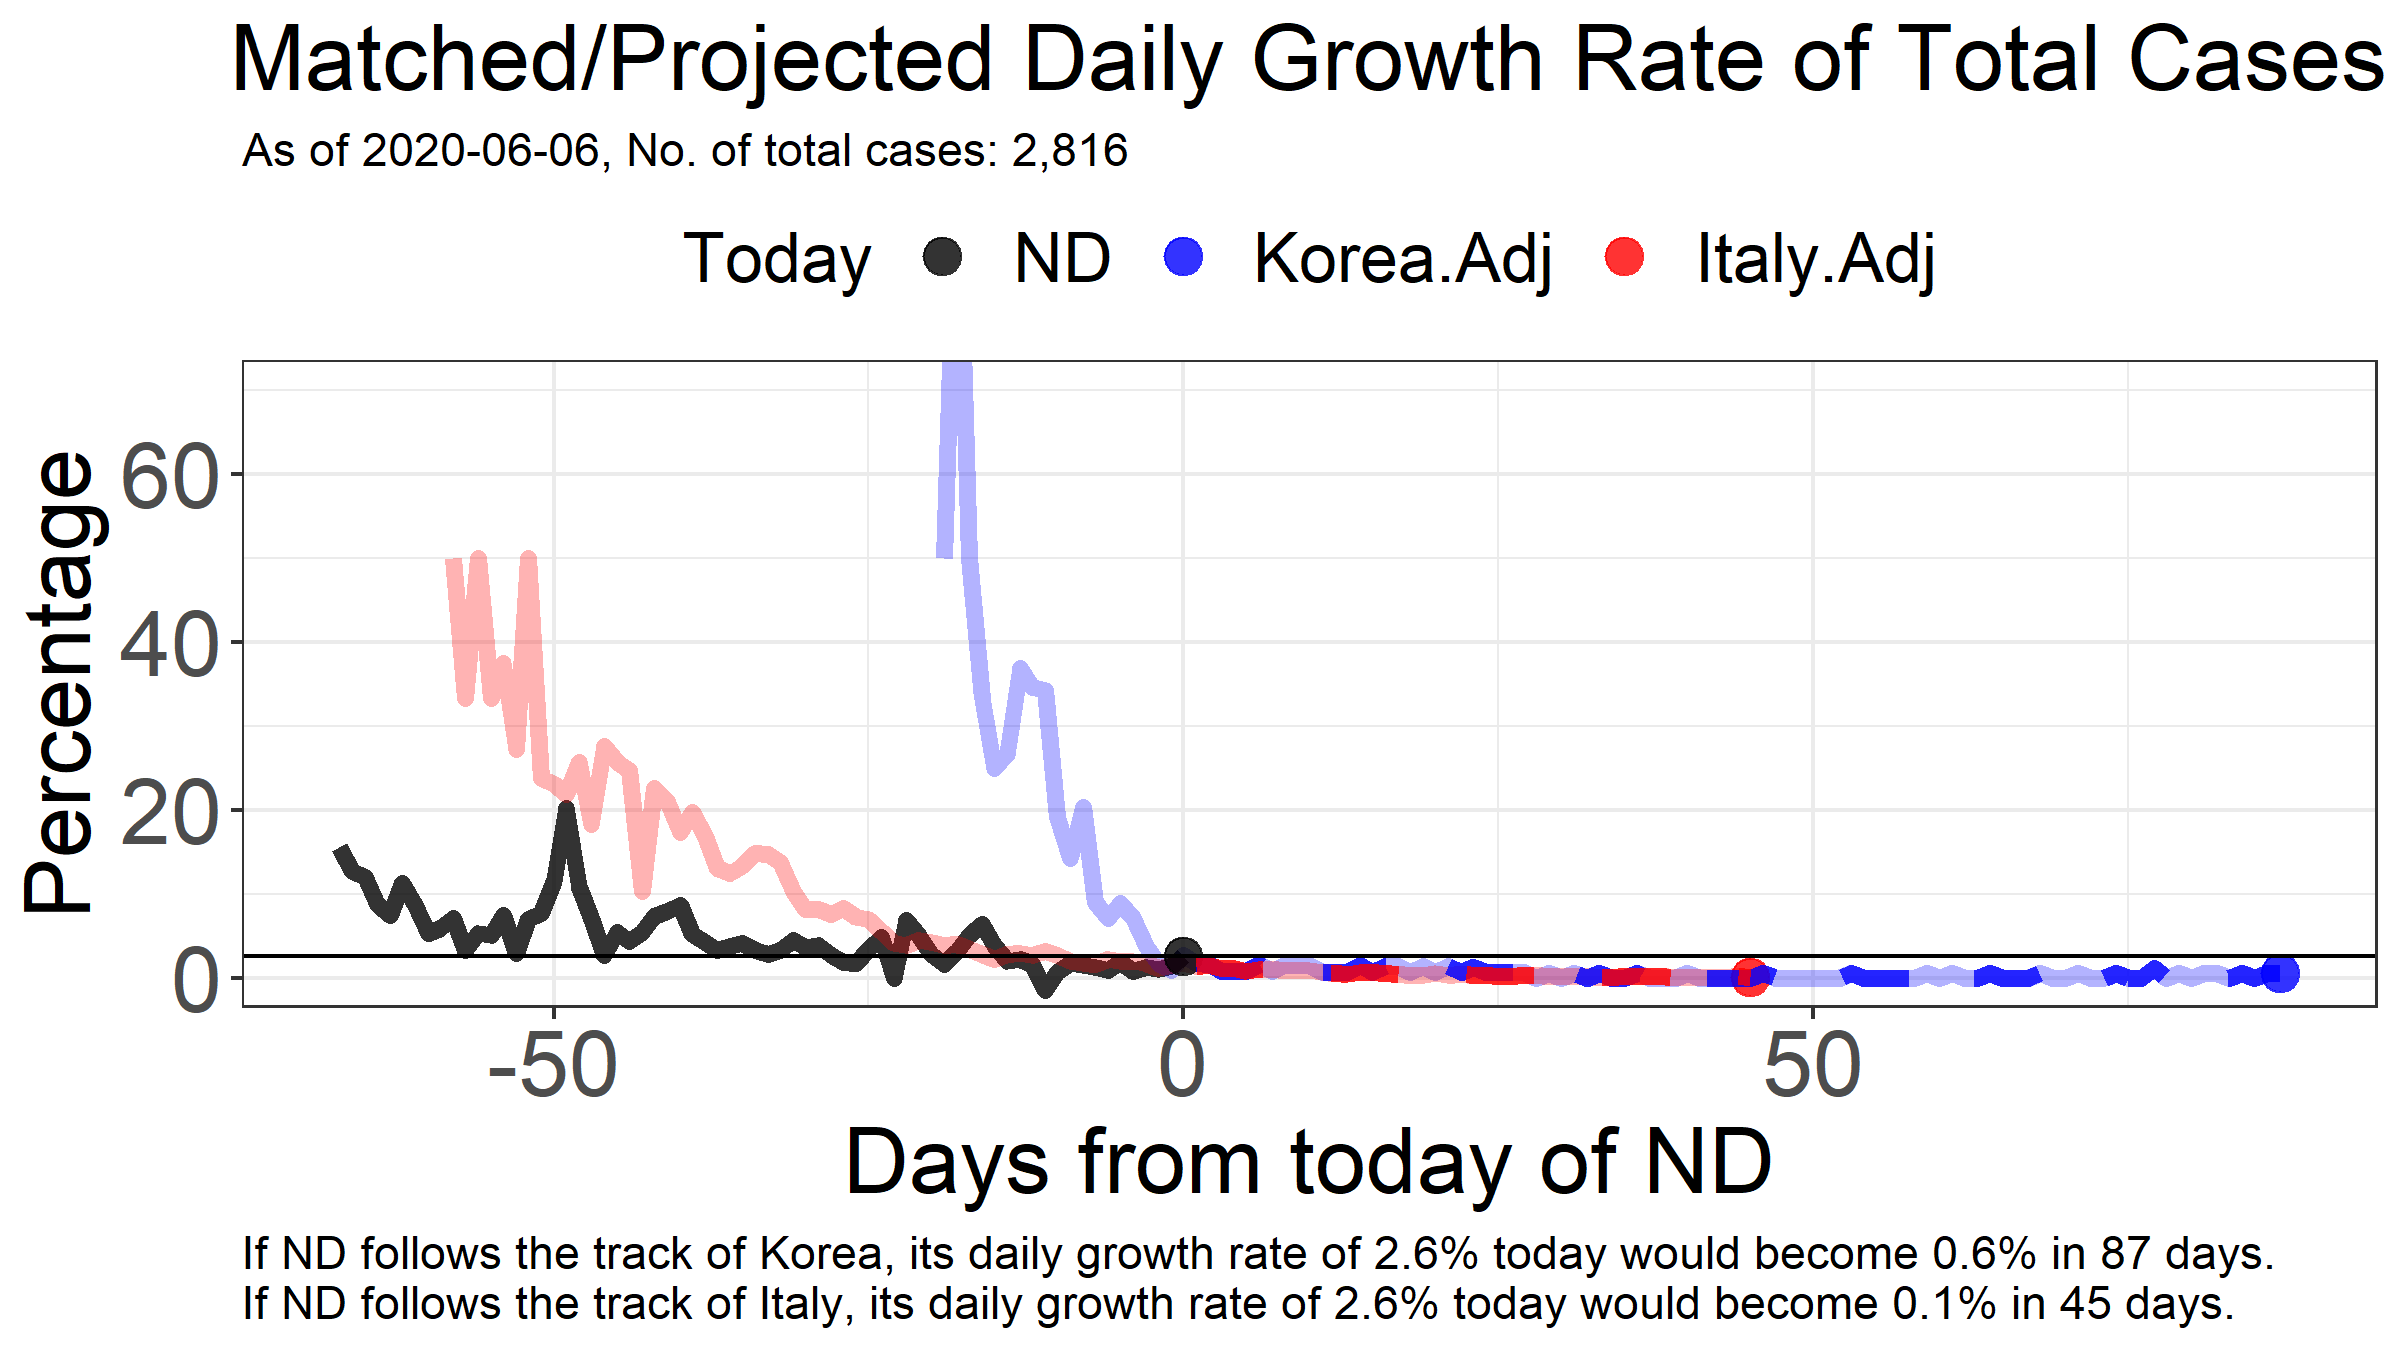 Matched/Projected Daily Growth Rate of Total Cases
As of 2020-06-06, No. of total cases: 2,816
Today ND Korea.Adj Italy.Adj
Percentage
60
40
20
0
-50 0 50
Days from today of ND
If ND follows the track of Korea, its daily growth rate of 2.6% today would become 0.6% in 87 days.
If ND follows the track of Italy, its daily growth rate of 2.6% today would become 0.1% in 45 days.